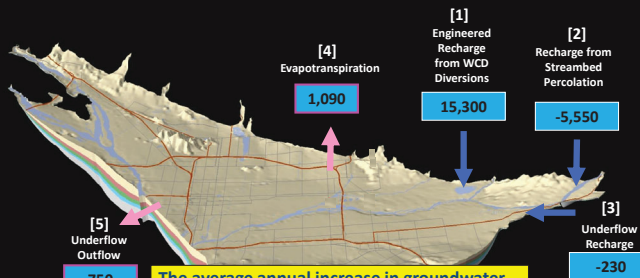 [1]
Engineered
Recharge
from WCD
Diversions
15,300
[2]
Recharge from
Streambed
Percolation
-5,550
[4]
Evapotranspiration
1,090
[3]
Underflow
Recharge
-230
[5]
Underflow
Outflow
750
The average annual increase in groundwater